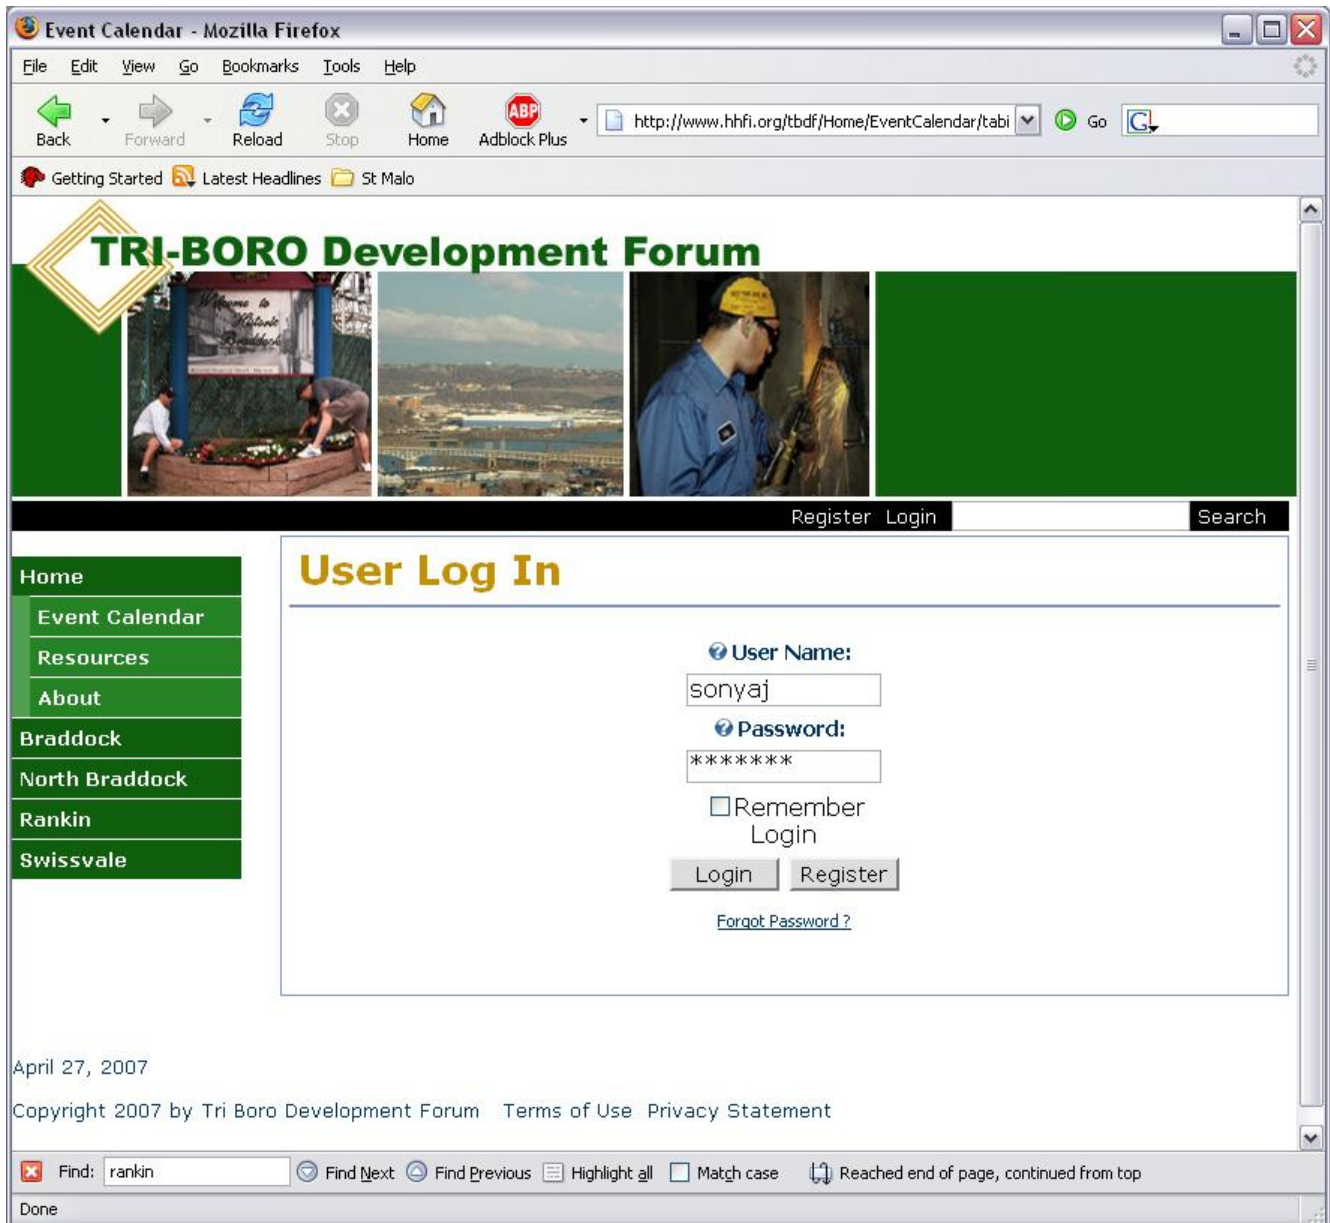 Event Calendar - Mozilla Firefox
File Edit View Go Bookmarks Tools Help
Back Forward Reload Stop Home ABP Adblock Plus http://www.hhfi.org/tbdf/Home/EventCalendar/tabi Go G
Getting Started Latest Headlines St Malo
TRI-BORO Development Forum
Welcome to
Historic
Braddock
Register Login Search
Home
Event Calendar
Resources
About
Braddock
North Braddock
Rankin
Swissvale
User Log In
User Name:
sonyaj
Password:
*******
Remember
Login
Login Register
Forgot Password ?
April 27, 2007
Copyright 2007 by Tri Boro Development Forum Terms of Use Privacy Statement
Find: rankin Find Next Find Previous Highlight all Match case Reached end of page, continued from top
Done